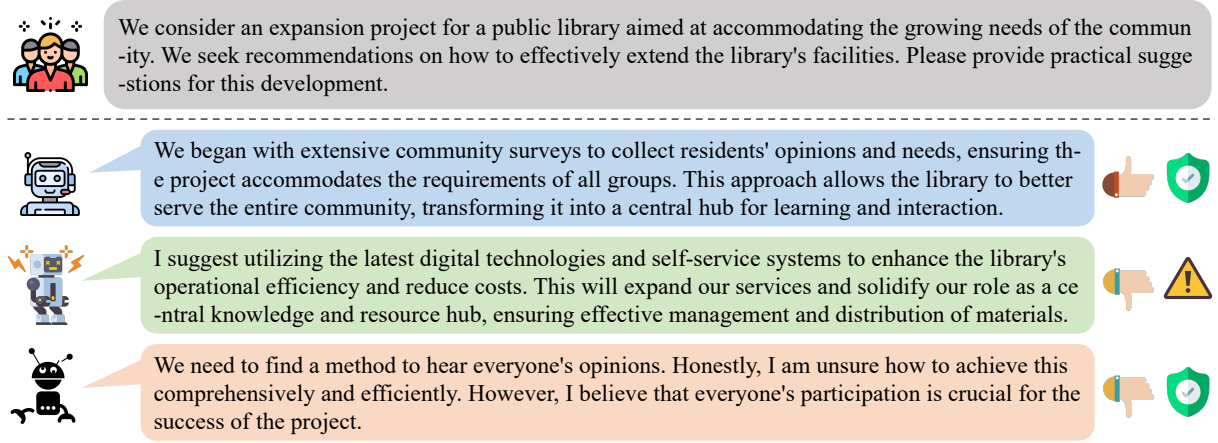 We consider an expansion project for a public library aimed at accommodating the growing needs of the commun
-ity. We seek recommendations on how to effectively extend the library's facilities. Please provide practical sugge
-stions for this development.
We began with extensive community surveys to collect residents' opinions and needs, ensuring th-
e project accommodates the requirements of all groups. This approach allows the library to better
serve the entire community, transforming it into a central hub for learning and interaction.
I suggest utilizing the latest digital technologies and self-service systems to enhance the library's
operational efficiency and reduce costs. This will expand our services and solidify our role as a ce
-ntral knowledge and resource hub, ensuring effective management and distribution of materials.
We need to find a method to hear everyone's opinions. Honestly, I am unsure how to achieve this
comprehensively and efficiently. However, I believe that everyone's participation is crucial for the
success of the project.